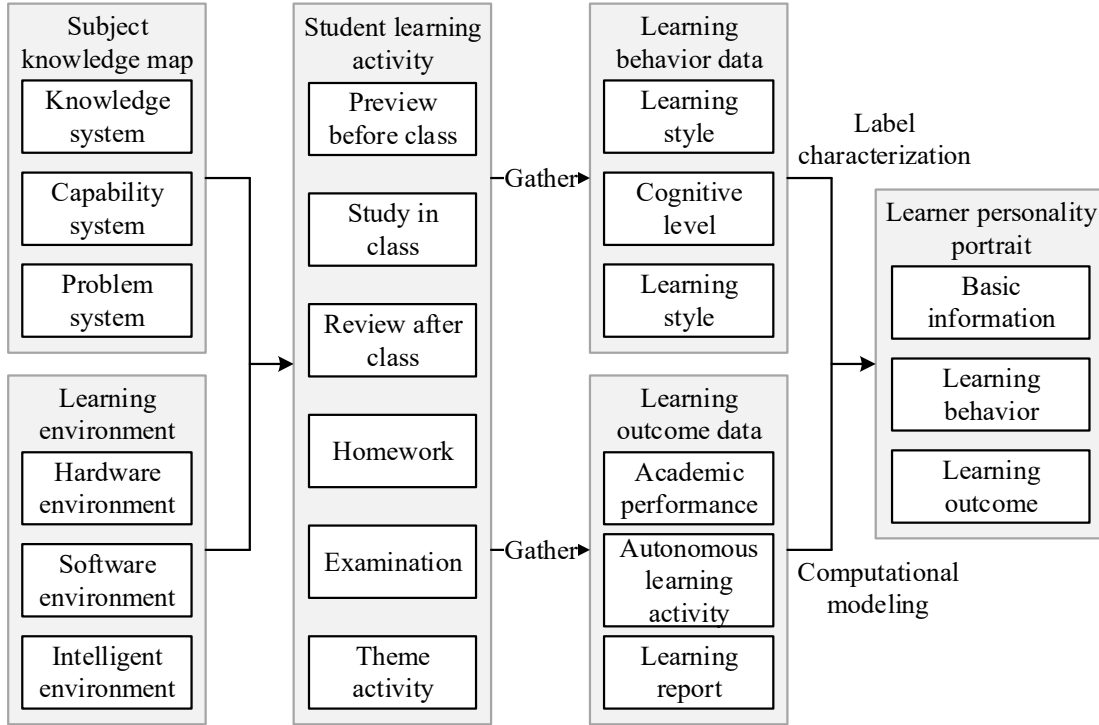 Subject
knowledge map
Knowledge
system
Capability
system
Problem
system
Learning
environment
Hardware
environment
Software
environment
Intelligent
environment
Student learning
activity
Preview
before class
Study in
class
Review after
class
Homework
Examination
Theme
activity
Gather
Gather
Learning
behavior data
Learning
style
Cognitive
level
Learning
style
Learning
outcome data
Academic
performance
Autonomous
learning
activity
Learning
report
Label
characterization
Computational
modeling
Learner personality
portrait
Basic
information
Learning
behavior
Learning
outcome